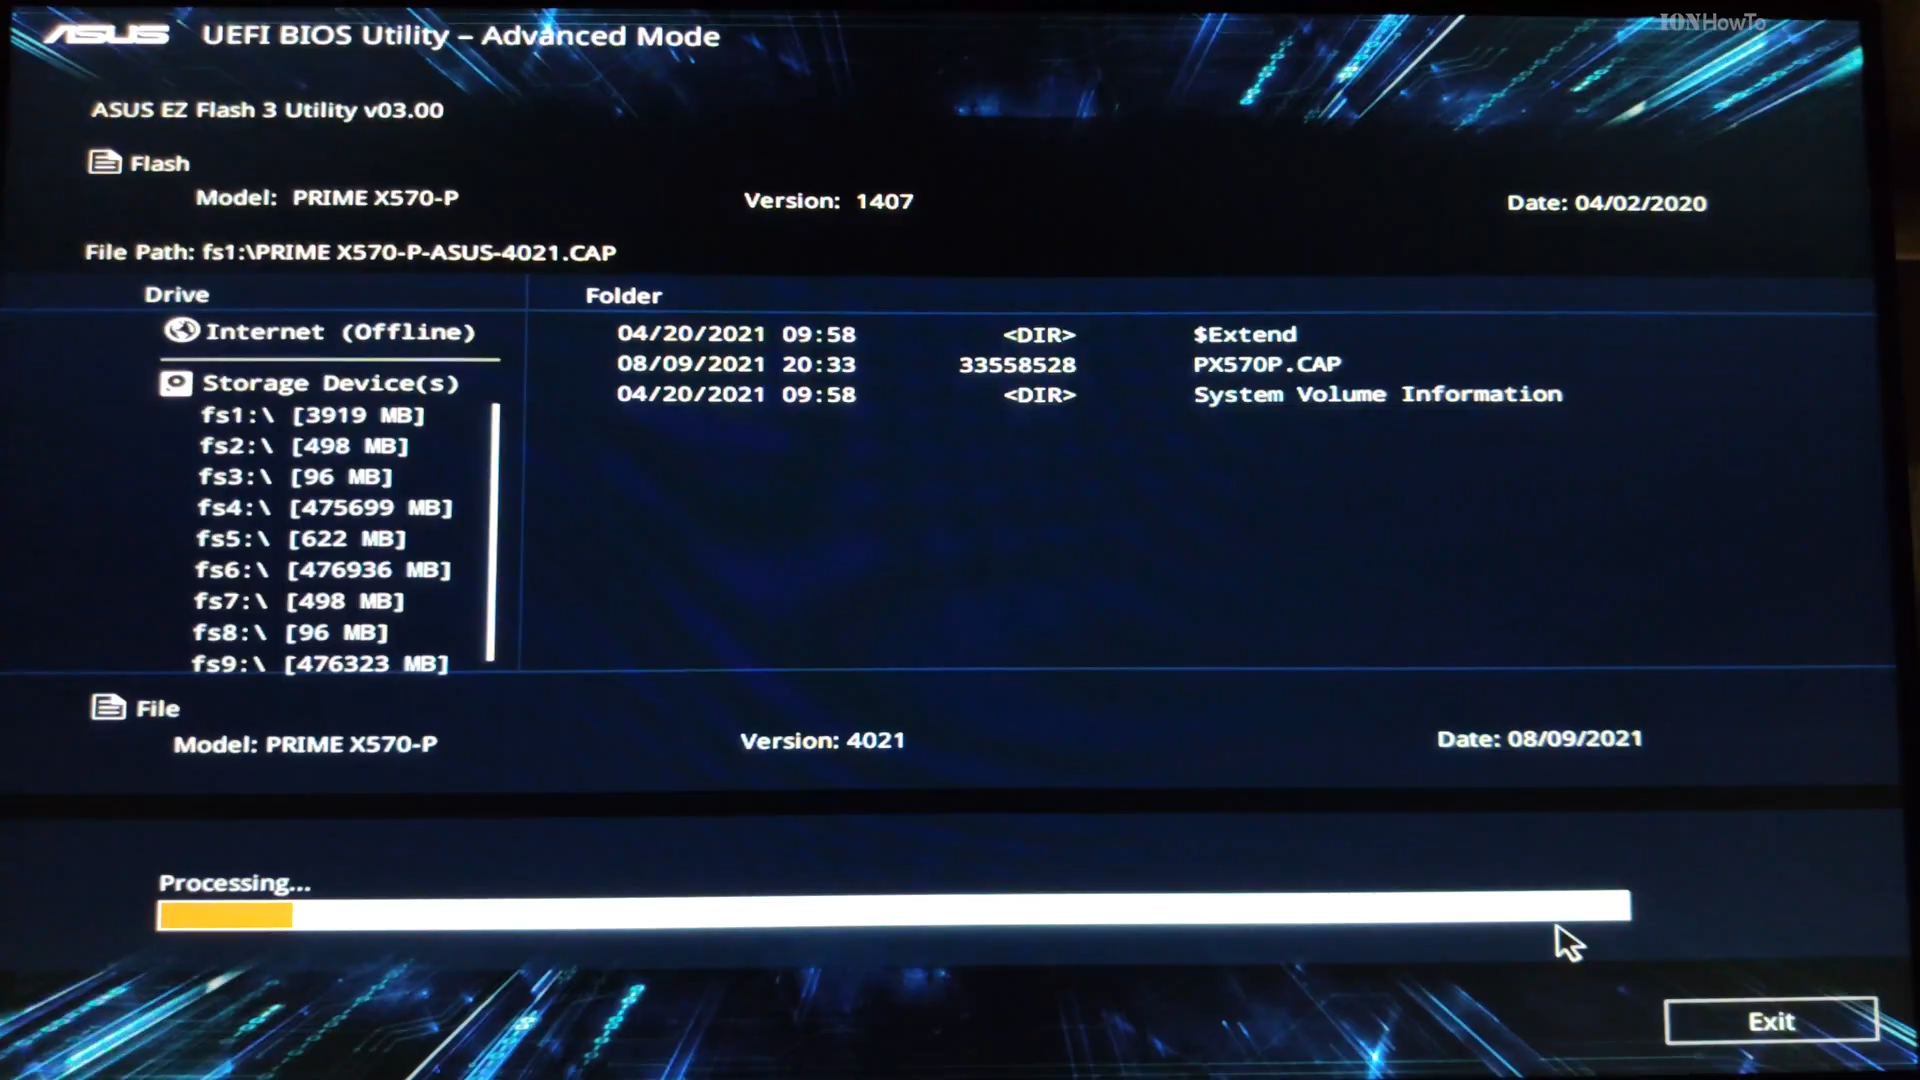 IONHowTo
ASUS UEFI BIOS Utility – Advanced Mode
ASUS EZ Flash 3 Utility v03.00
Flash
Model: PRIME X570-P Version: 1407 Date: 04/02/2020
File Path: fs1:\PRIME X570-P-ASUS-4021.CAP
Drive Folder
Internet (Offline) 04/20/2021 09:58 <DIR> $Extend
08/09/2021 20:33 33558528 PX570P.CAP
Storage Device(s) 04/20/2021 09:58 <DIR> System Volume Information
fs1:\ [3919 MB]
fs2:\ [498 MB]
fs3:\ [96 MB]
fs4:\ [475699 MB]
fs5:\ [622 MB]
fs6:\ [476936 MB]
fs7:\ [498 MB]
fs8:\ [96 MB]
fs9:\ [476323 MB]
File
Model: PRIME X570-P Version: 4021 Date: 08/09/2021
Processing...
Exit